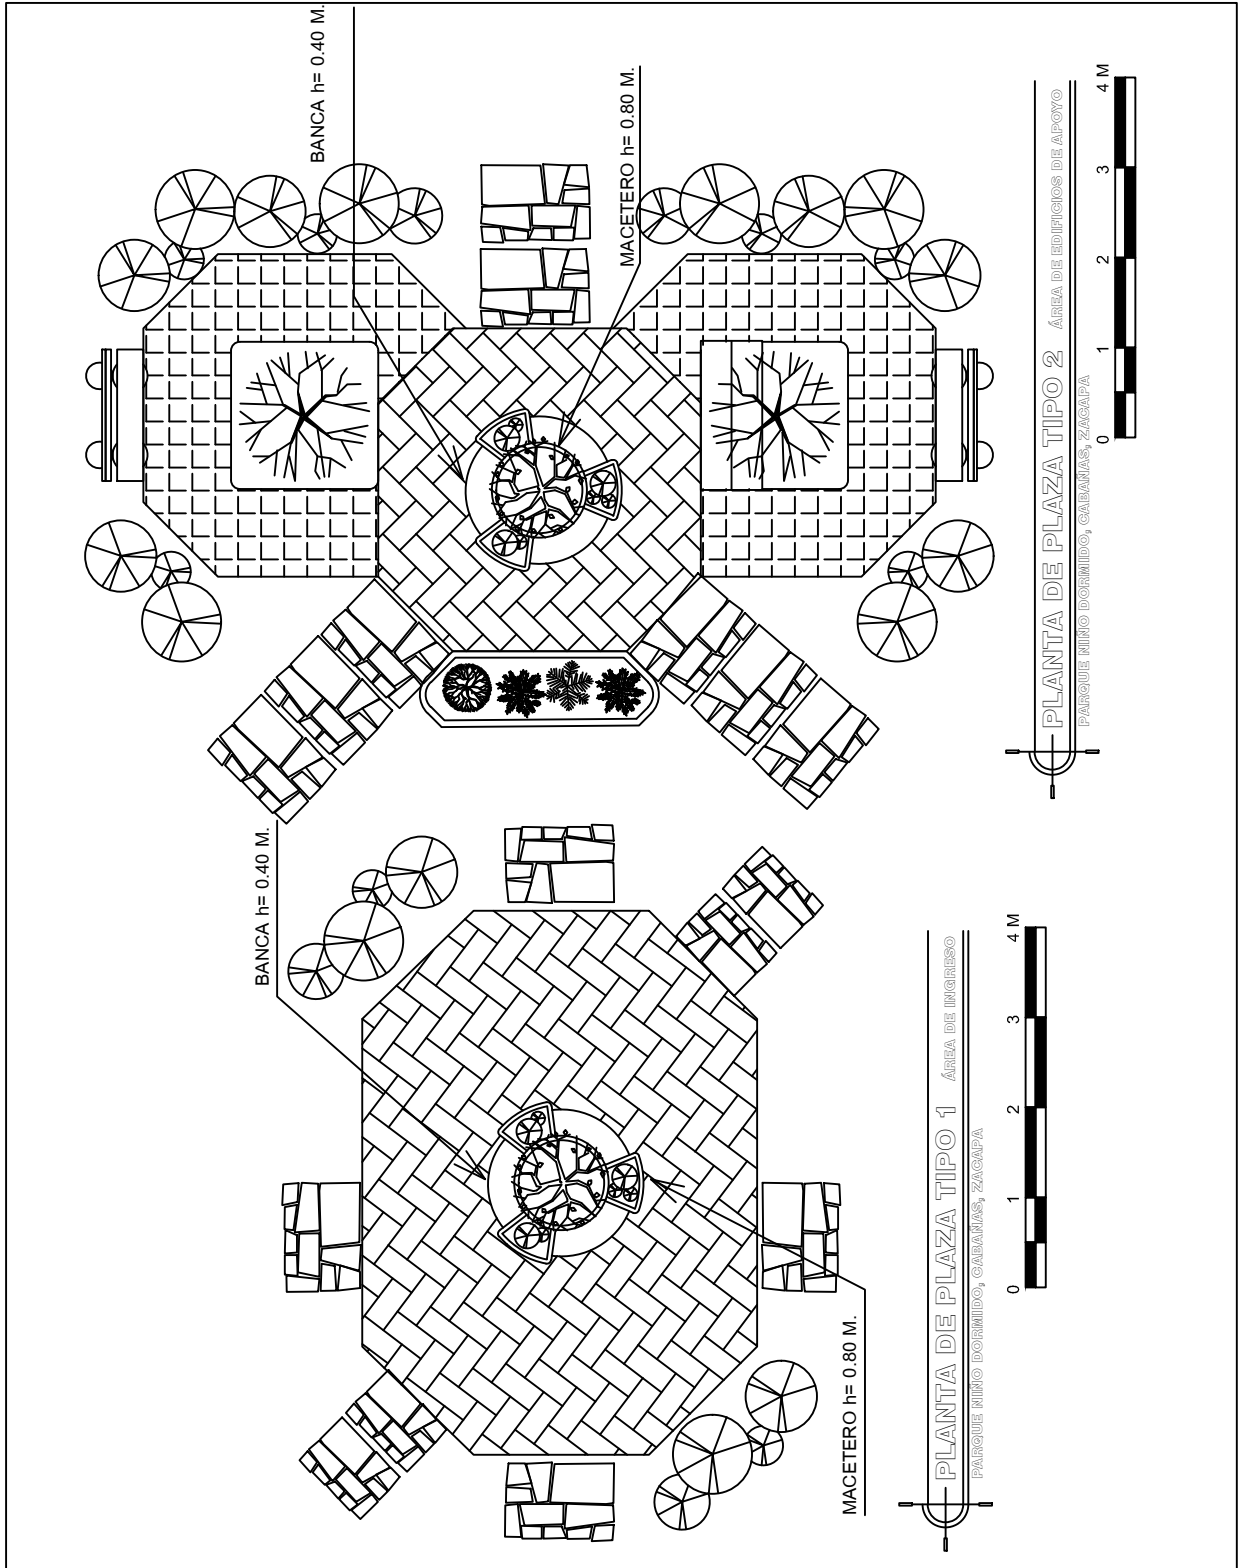 BANCA h= 0.40 M.
MACETERO h= 0.80 M.
PLANTA DE PLAZA TIPO 1 ÁREA DE INGRESO
PARQUE NIÑO DORMIDO, CABAÑAS, ZACAPA
0 1 2 3 4 M
BANCA h= 0.40 M.
MACETERO h= 0.80 M.
PLANTA DE PLAZA TIPO 2 ÁREA DE EDIFICIOS DE APOYO
PARQUE NIÑO DORMIDO, CABAÑAS, ZACAPA
0 1 2 3 4 M